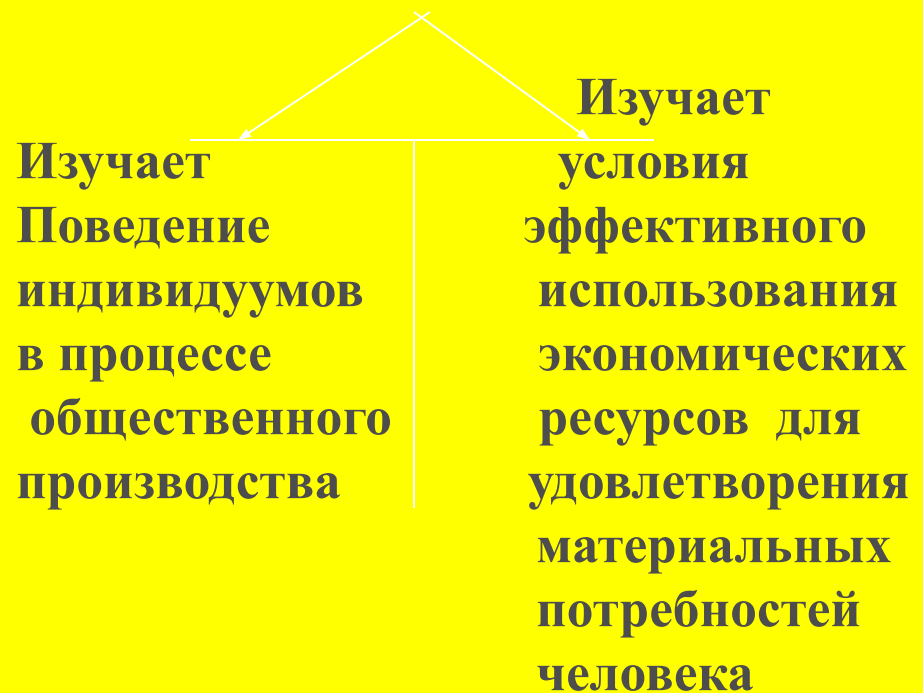 Изучает
Поведение
индивидуумов
в процессе
общественного
производства
Изучает
условия
эффективного
использования
экономических
ресурсов для
удовлетворения
материальных
потребностей
человека